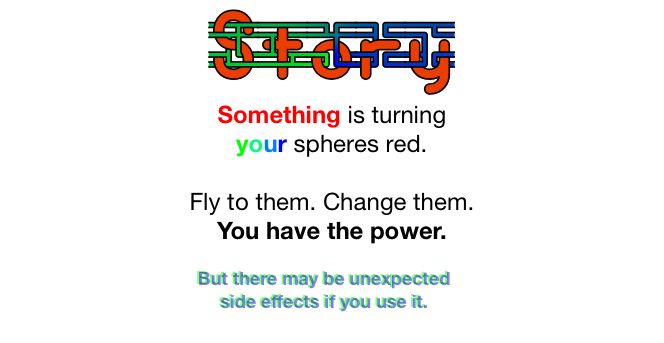 Story
Something is turning
your spheres red.
Fly to them. Change them.
You have the power.
But there may be unexpected
side effects if you use it.